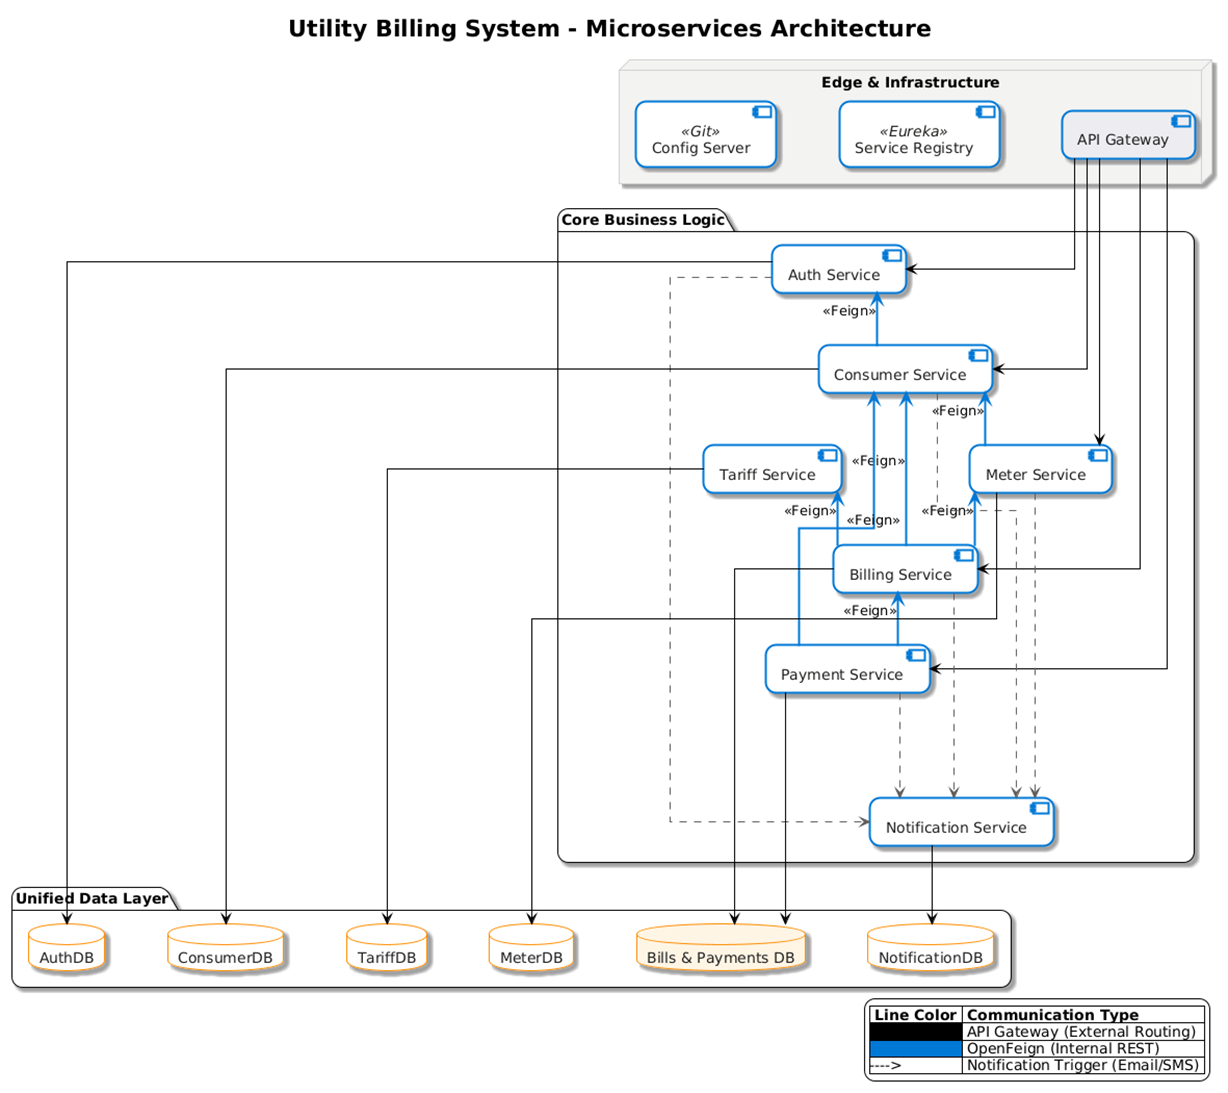 Utility Billing System - Microservices Architecture
Edge & Infrastructure
«Git»
Config Server
«Eureka»
Service Registry
API Gateway
Core Business Logic
Auth Service
«Feign»
Consumer Service
«Feign»
«Feign»
Tariff Service
Meter Service
«Feign»
«Feign»
«Feign»
Billing Service
«Feign»
Payment Service
Notification Service
Unified Data Layer
AuthDB
ConsumerDB
TariffDB
MeterDB
Bills & Payments DB
NotificationDB
Line Color Communication Type
API Gateway (External Routing)
OpenFeign (Internal REST)
----> Notification Trigger (Email/SMS)